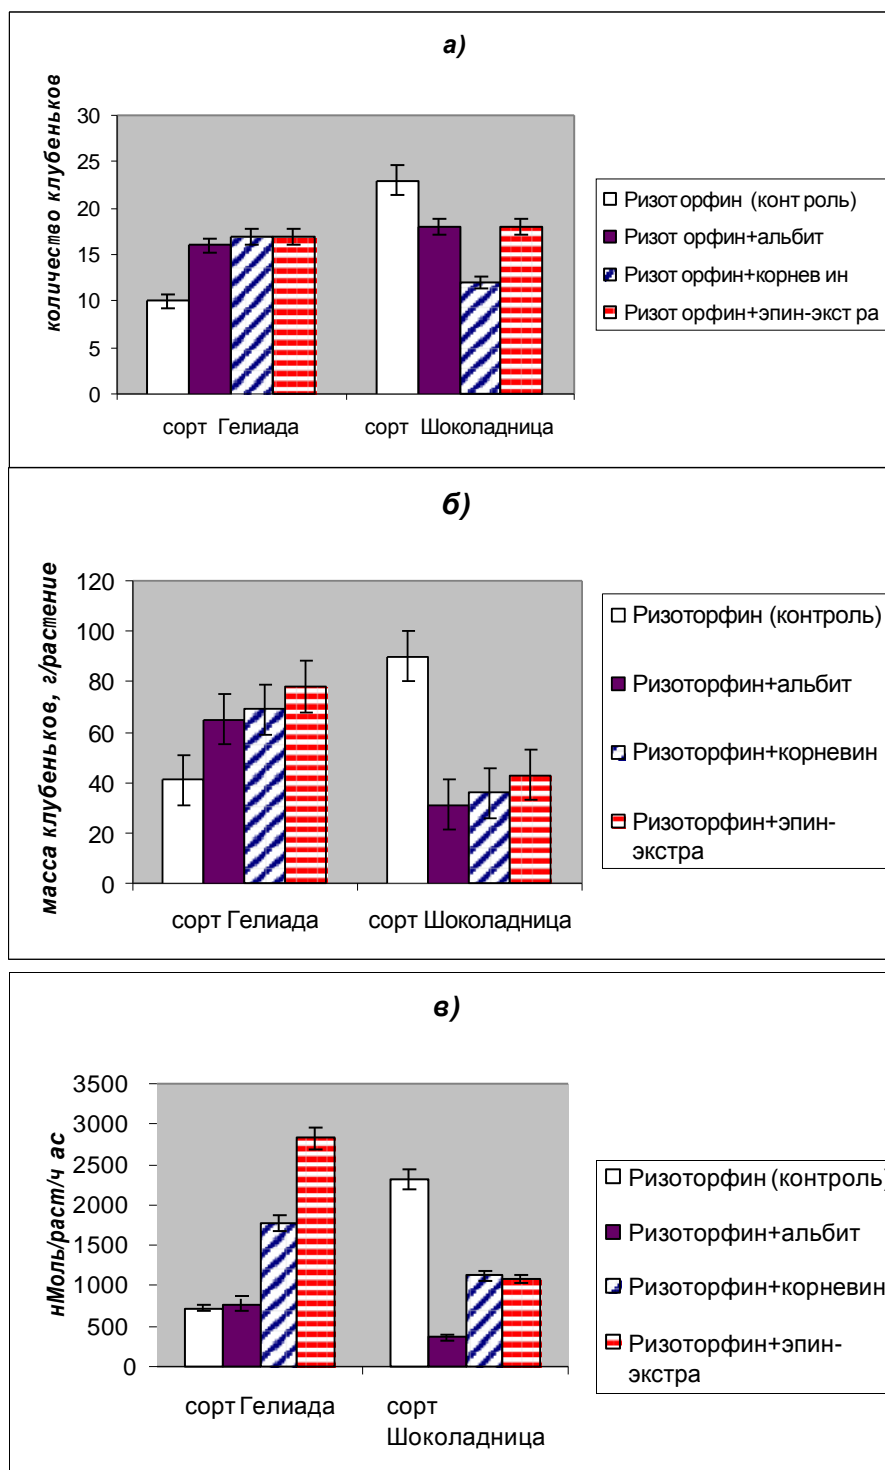 а)
количество клубеньков
30
25
20
15
10
5
0
сорт Гелиада
сорт Шоколадница
Ризоторфин (контроль)
Ризоторфин+альбит
Ризоторфин+корневин
Ризоторфин+эпин-экстра
б)
масса клубеньков, г/растение
120
100
80
60
40
20
0
сорт Гелиада
сорт Шоколадница
Ризоторфин (контроль)
Ризоторфин+альбит
Ризоторфин+корневин
Ризоторфин+эпин-
экстра
в)
нМоль/раст/ч ас
3500
3000
2500
2000
1500
1000
500
0
сорт Гелиада
сорт
Шоколадница
Ризоторфин (контроль)
Ризоторфин+альбит
Ризоторфин+корневин
Ризоторфин+эпин-
экстра